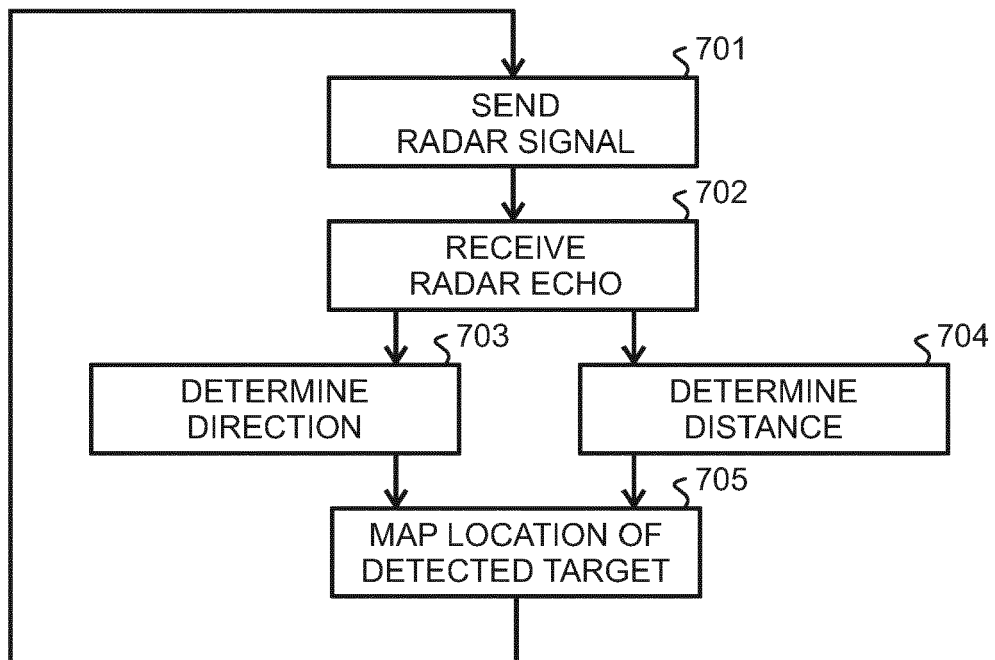 701
SEND
RADAR SIGNAL
702
RECEIVE
RADAR ECHO
703
DETERMINE
DIRECTION
704
DETERMINE
DISTANCE
705
MAP LOCATION OF
DETECTED TARGET